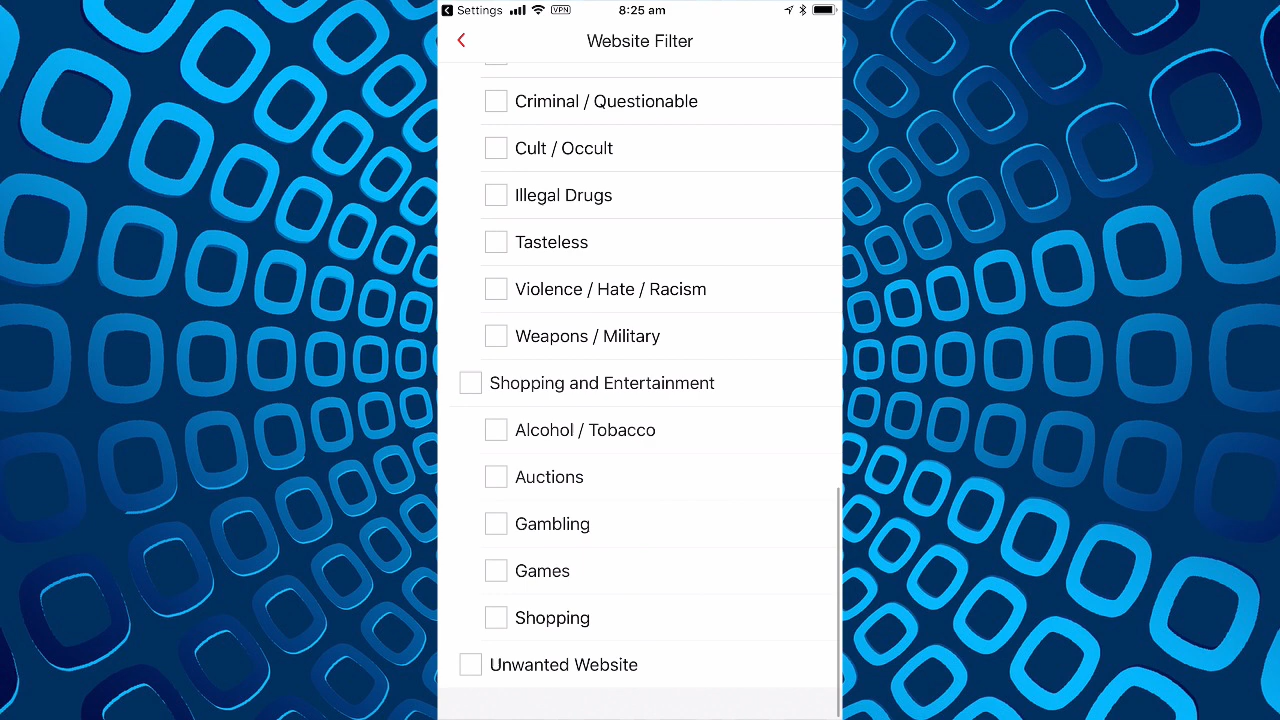 Settings VPN 8:25 am
Website Filter
Criminal / Questionable
Cult / Occult
Illegal Drugs
Tasteless
Violence / Hate / Racism
Weapons / Military
Shopping and Entertainment
Alcohol / Tobacco
Auctions
Gambling
Games
Shopping
Unwanted Website